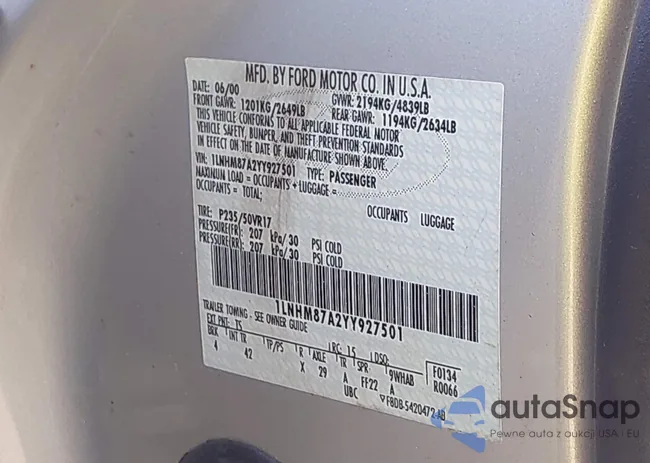 MFD. BY FORD MOTOR CO. IN U.S.A.
DATE: 06/00 GVWR: 2194KG/4839LB
FRONT GAWR: 1201KG/2649LB REAR GAWR: 1194KG/2634LB
THIS VEHICLE CONFORMS TO ALL APPLICABLE FEDERAL MOTOR
VEHICLE SAFETY, BUMPER, AND THEFT PREVENTION STANDARDS
IN EFFECT ON THE DATE OF MANUFACTURE SHOWN ABOVE.
VIN: 1LNHM87A2YY927501 TYPE: PASSENGER
MAXIMUM LOAD = OCCUPANTS + LUGGAGE =
OCCUPANTS: OCCUPANTS LUGGAGE
TIRE: P235/50VR17
PRESSURE(FR): 207 kPa/30 PSI COLD
PRESSURE(RR): 207 kPa/30 PSI COLD
1LNHM87A2YY927501
TRAILER TOWING - SEE OWNER GUIDE
EXT PNT: TS RC: 15 DSO:
BRK INT TR TP/PS R AXLE TR SPR 9WHAB F0134
4 42 X 29 A FF22 A R0066
UBC F8DB-5420472-AB
autaSnap
Pewne auta z aukcji USA i EU